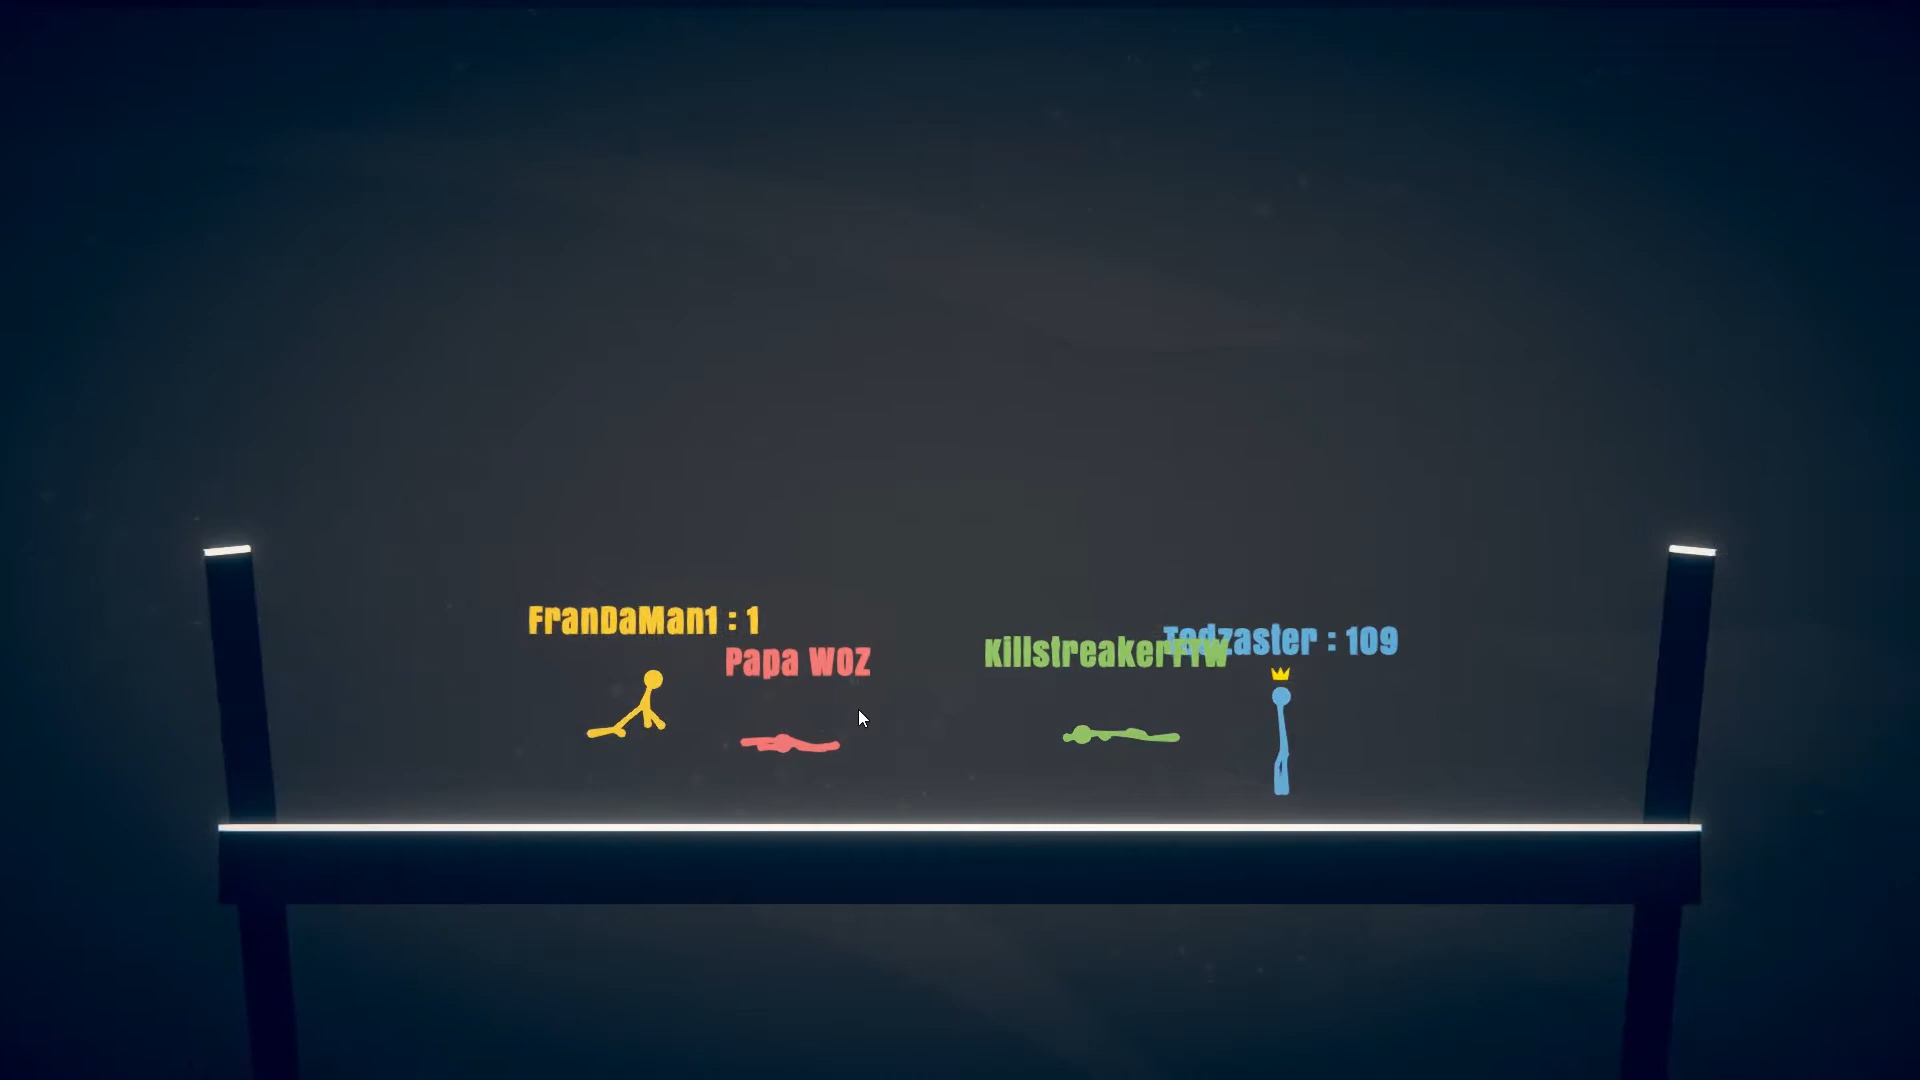 FranDaMan1 : 1
Papa WOZ
KillstreakerFTW
Tedzaster : 109